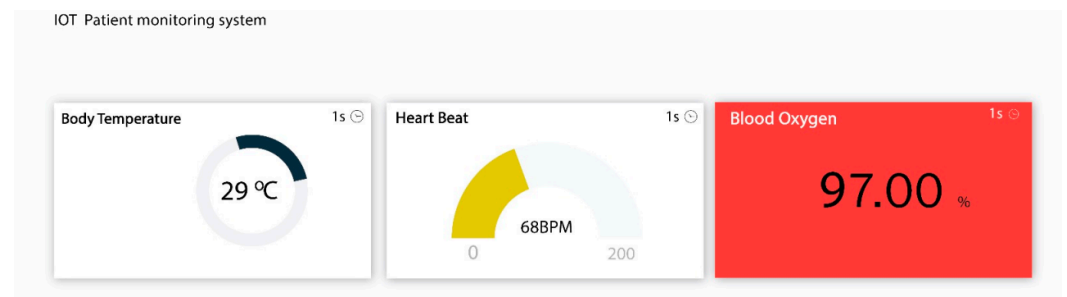 IOT Patient monitoring system
Body Temperature
1s
29 ºC
Heart Beat
1s
68BPM
0
200
Blood Oxygen
1s
97.00 %